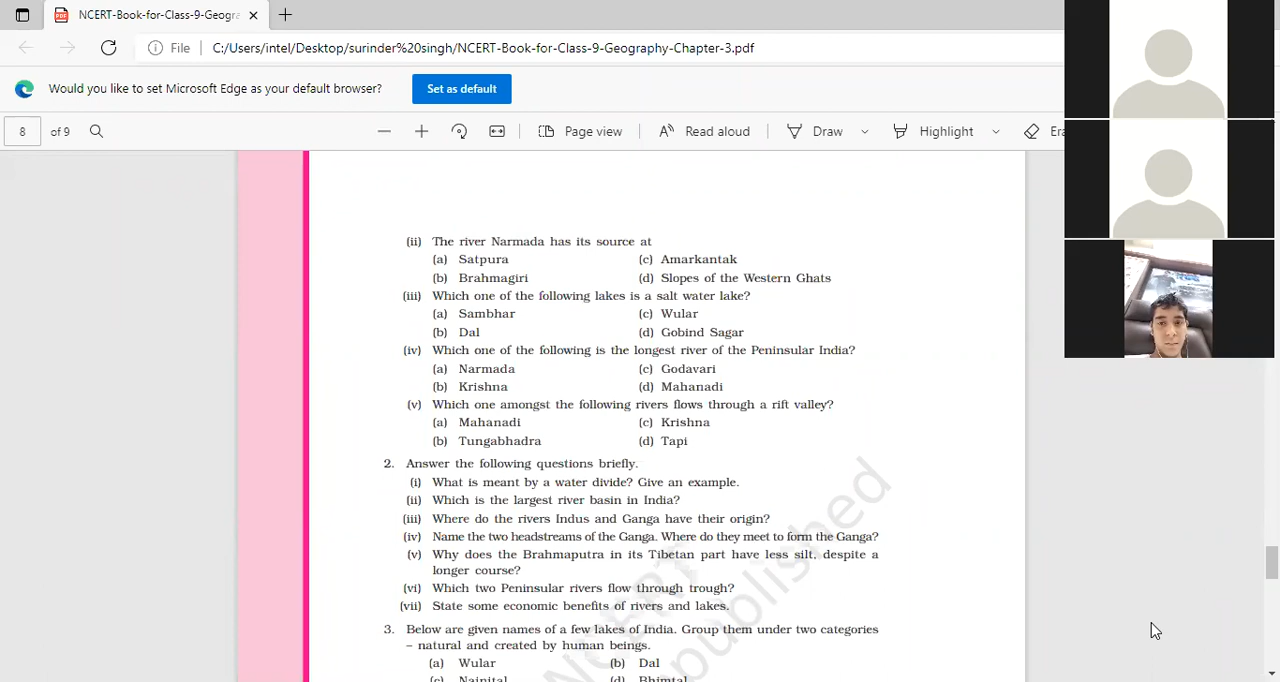 NCERT-Book-for-Class-9-Geogra
File C:/Users/intel/Desktop/surinder%20singh/NCERT-Book-for-Class-9-Geography-Chapter-3.pdf
Would you like to set Microsoft Edge as your default browser? Set as default
8 of 9 Page view Read aloud Draw Highlight Era
(ii) The river Narmada has its source at
(a) Satpura (c) Amarkantak
(b) Brahmagiri (d) Slopes of the Western Ghats
(iii) Which one of the following lakes is a salt water lake?
(a) Sambhar (c) Wular
(b) Dal (d) Gobind Sagar
(iv) Which one of the following is the longest river of the Peninsular India?
(a) Narmada (c) Godavari
(b) Krishna (d) Mahanadi
(v) Which one amongst the following rivers flows through a rift valley?
(a) Mahanadi (c) Krishna
(b) Tungabhadra (d) Tapi
2. Answer the following questions briefly.
(i) What is meant by a water divide? Give an example.
(ii) Which is the largest river basin in India?
(iii) Where do the rivers Indus and Ganga have their origin?
(iv) Name the two headstreams of the Ganga. Where do they meet to form the Ganga?
(v) Why does the Brahmaputra in its Tibetan part have less silt, despite a
longer course?
(vi) Which two Peninsular rivers flow through trough?
(vii) State some economic benefits of rivers and lakes.
3. Below are given names of a few lakes of India. Group them under two categories
– natural and created by human beings.
(a) Wular (b) Dal
(c) Nainital (d) Bhimtal
NCERT
published